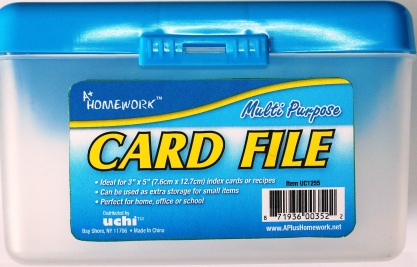 A+
HOMEWORK™
Multi Purpose
CARD FILE
• Ideal for 3" x 5" (7.6cm x 12.7cm) index cards or recipes
• Can be used as extra storage for small items
• Perfect for home, office or school
Item UC1255
Distributed by
uchi™
Bay Shore, NY 11706 • Made in China
8 71936 00352 2
www.APlusHomework.net